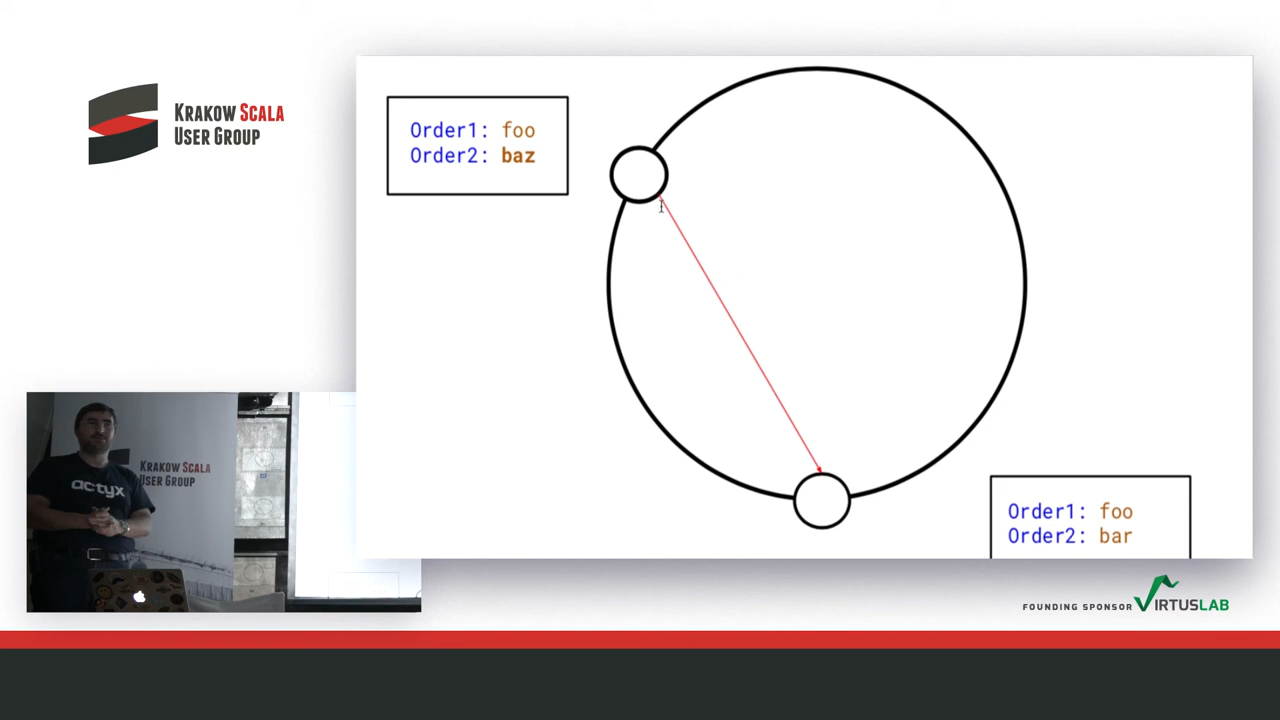 KRAKOW SCALA
USER GROUP
Order1: foo
Order2: baz
Order1: foo
Order2: bar
actyx
KRAKOW SCALA
USER GROUP
FOUNDING SPONSOR VIRTUSLAB